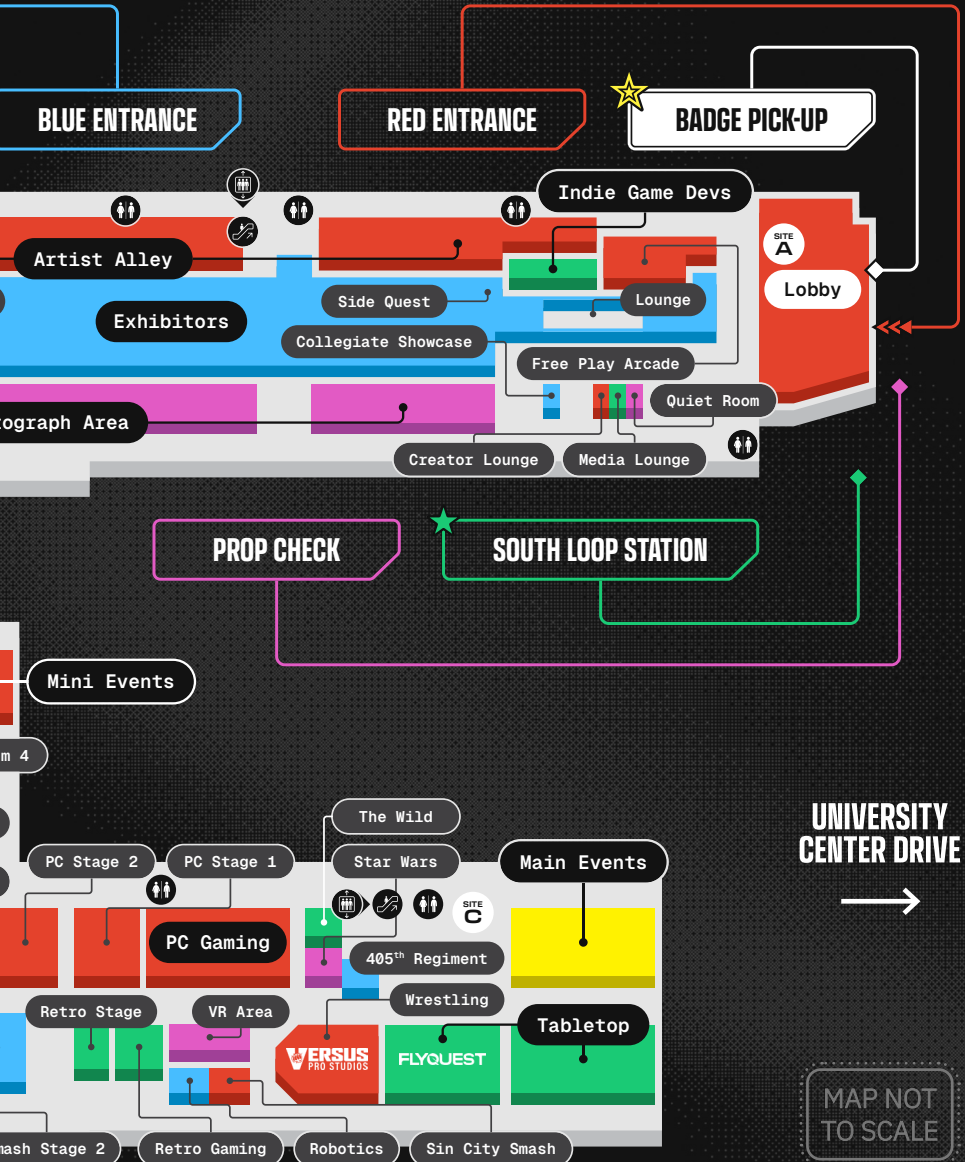 BLUE ENTRANCE
RED ENTRANCE
BADGE PICK-UP
Indie Game Devs
SITE
A
Artist Alley
Lobby
Side Quest
Lounge
Exhibitors
Collegiate Showcase
Free Play Arcade
Quiet Room
tograph Area
Creator Lounge
Media Lounge
PROP CHECK
SOUTH LOOP STATION
Mini Events
m 4
The Wild
UNIVERSITY
CENTER DRIVE
PC Stage 2
PC Stage 1
Star Wars
Main Events
SITE
C
PC Gaming
405th Regiment
Wrestling
Retro Stage
VR Area
Tabletop
VERSUS
PRO STUDIOS
FLYQUEST
MAP NOT
TO SCALE
mash Stage 2
Retro Gaming
Robotics
Sin City Smash